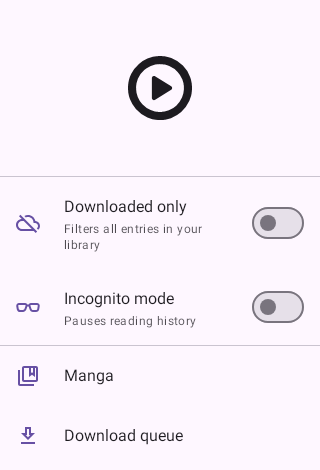 Downloaded only
Filters all entries in your
library
Incognito mode
Pauses reading history
Manga
Download queue